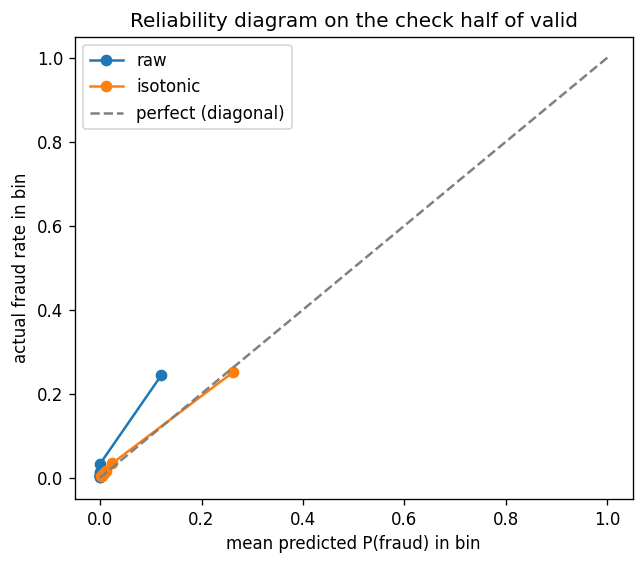 Reliability diagram on the check half of valid
raw
isotonic
perfect (diagonal)
1.0
0.8
0.6
0.4
0.2
0.0
actual fraud rate in bin
0.0 0.2 0.4 0.6 0.8 1.0
mean predicted P(fraud) in bin